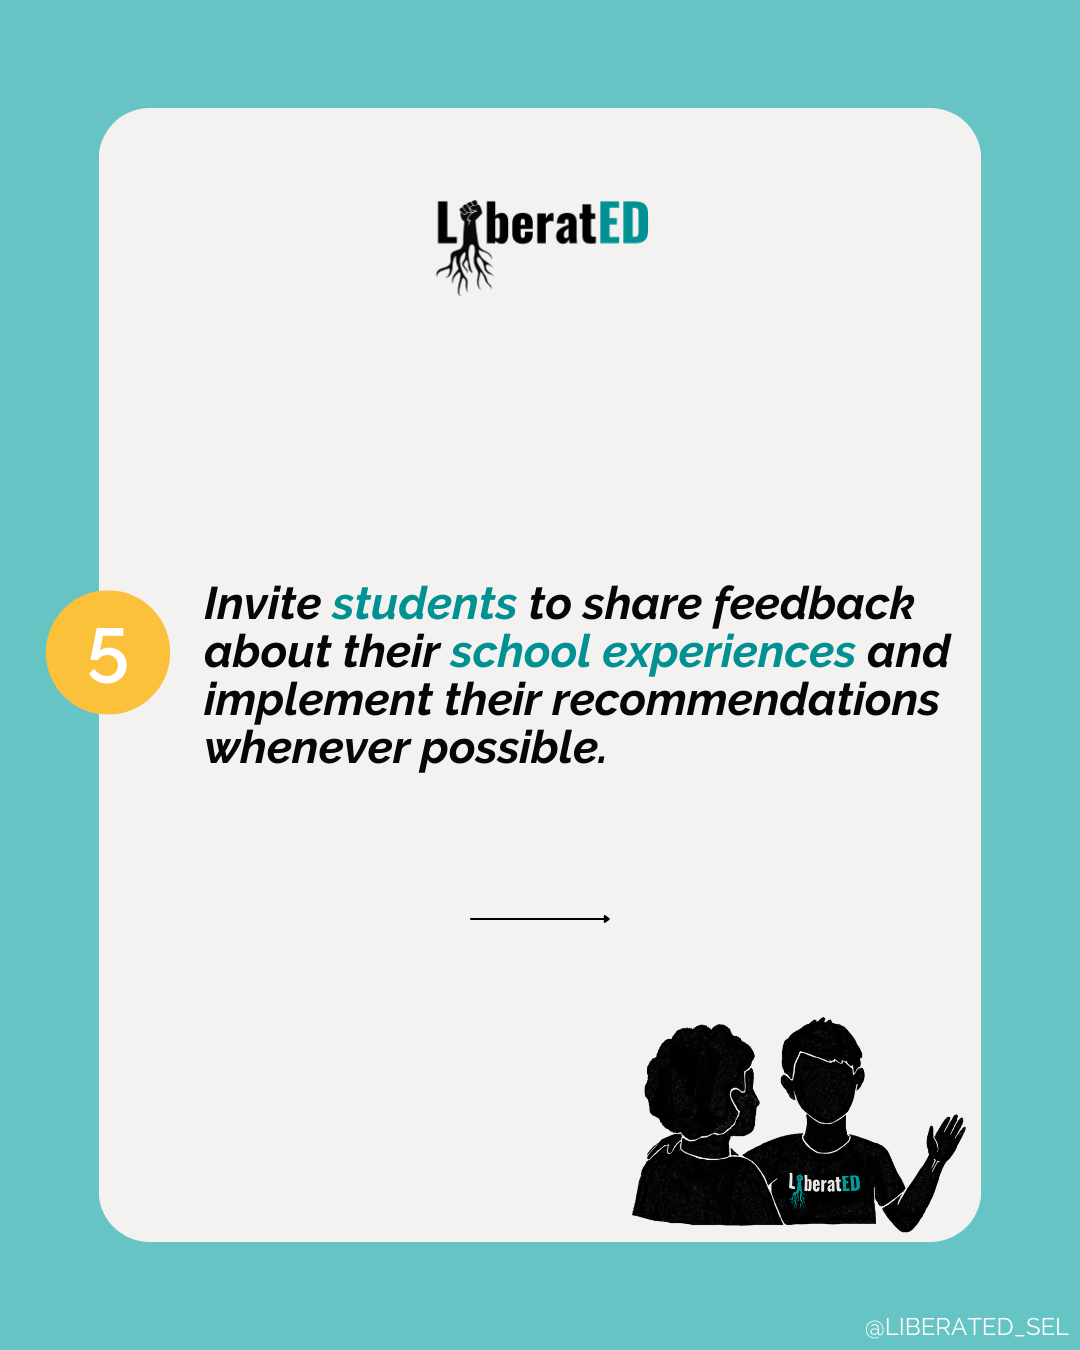 LiberatED
5
Invite students to share feedback
about their school experiences and
implement their recommendations
whenever possible.
LiberatED
@LIBERATED_SEL